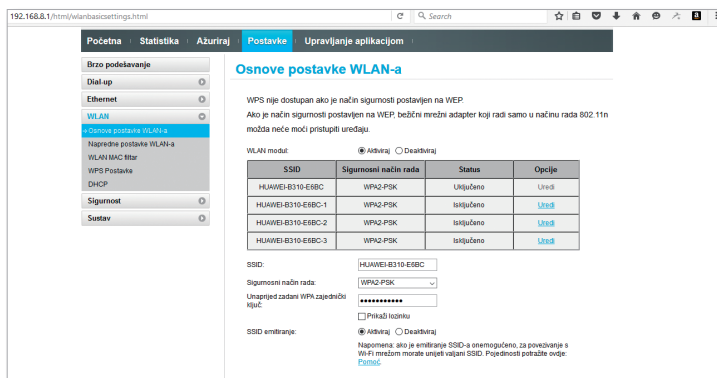 192.168.8.1/html/wlanbasicsettings.html
Search
Početna Statistika Ažuriraj Postavke Upravljanje aplikacijom
Brzo podešavanje
Dial-up
Ethernet
WLAN
Osnove postavke WLAN-a
Napredne postavke WLAN-a
WLAN MAC filtar
WPS Postavke
DHCP
Sigurnost
Sustav
Osnove postavke WLAN-a
WPS nije dostupan ako je način sigurnosti postavljen na WEP.
Ako je način sigurnosti postavljen na WEP, bežični mrežni adapter koji radi samo u načinu rada 802.11n
možda neće moći pristupiti uređaju.
WLAN modul: Aktiviraj Deaktiviraj
SSID Sigurnosni način rada Status Opcije
HUAWEI-B310-E6BC WPA2-PSK Uključeno Uredi
HUAWEI-B310-E6BC-1 WPA2-PSK Isključeno Uredi
HUAWEI-B310-E6BC-2 WPA2-PSK Isključeno Uredi
HUAWEI-B310-E6BC-3 WPA2-PSK Isključeno Uredi
SSID: HUAWEI-B310-E6BC
Sigurnosni način rada: WPA2-PSK
Unaprijed zadani WPA zajednički
ključ: •••••••••••
Prikaži lozinku
SSID emitiranje: Aktiviraj Deaktiviraj
Napomena: ako je emitiranje SSID-a onemogućeno, za povezivanje s
Wi-Fi mrežom morate unijeti valjani SSID. Pojedinosti potražite ovdje:
Pomoć.